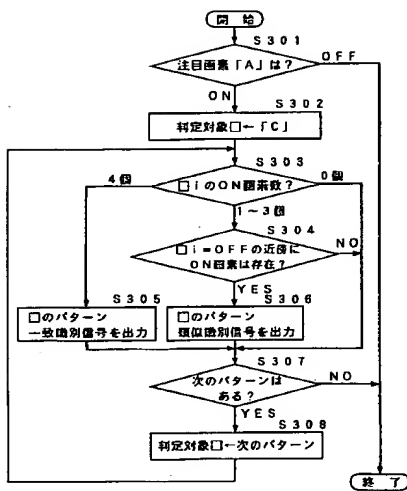 開始
S301
注目画素「A」は？
OFF
ON
S302
判定対象□←「C」
S303
□iのON画素数？
4個
0個
1～3個
S304
□i=OFFの近傍に
ON画素は存在？
NO
YES
S305
□のパターン
一致識別信号を出力
S306
□のパターン
類似識別信号を出力
S307
次のパターンは
ある？
NO
YES
S308
判定対象□←次のパターン
終了